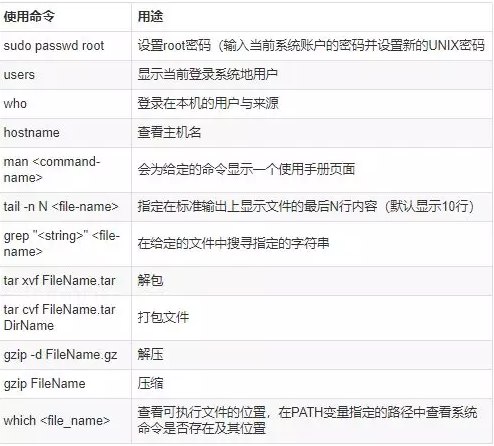 使用命令 用途
sudo passwd root 设置root密码（输入当前系统账户的密码并设置新的UNIX密码
users 显示当前登录系统地用户
who 登录在本机的用户与来源
hostname 查看主机名
man <command-
name> 会为给定的命令显示一个使用手册页面
tail -n N <file-name> 指定在标准输出上显示文件的最后N行内容（默认显示10行）
grep "<string>" <file-
name> 在给定的文件中搜寻指定的字符串
tar xvf FileName.tar 解包
tar cvf FileName.tar
DirName 打包文件
gzip -d FileName.gz 解压
gzip FileName 压缩
which <file_name> 查看可执行文件的位置，在PATH变量指定的路径中查看系统
命令是否存在及其位置